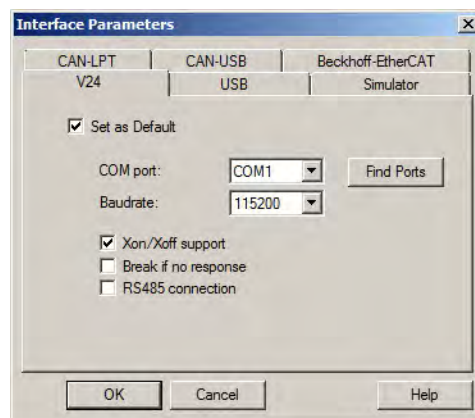 Interface Parameters
CAN-LPT CAN-USB Beckhoff-EtherCAT
V24 USB Simulator
Set as Default
COM port: COM1 Find Ports
Baudrate: 115200
Xon/Xoff support
Break if no response
RS485 connection
OK Cancel Help